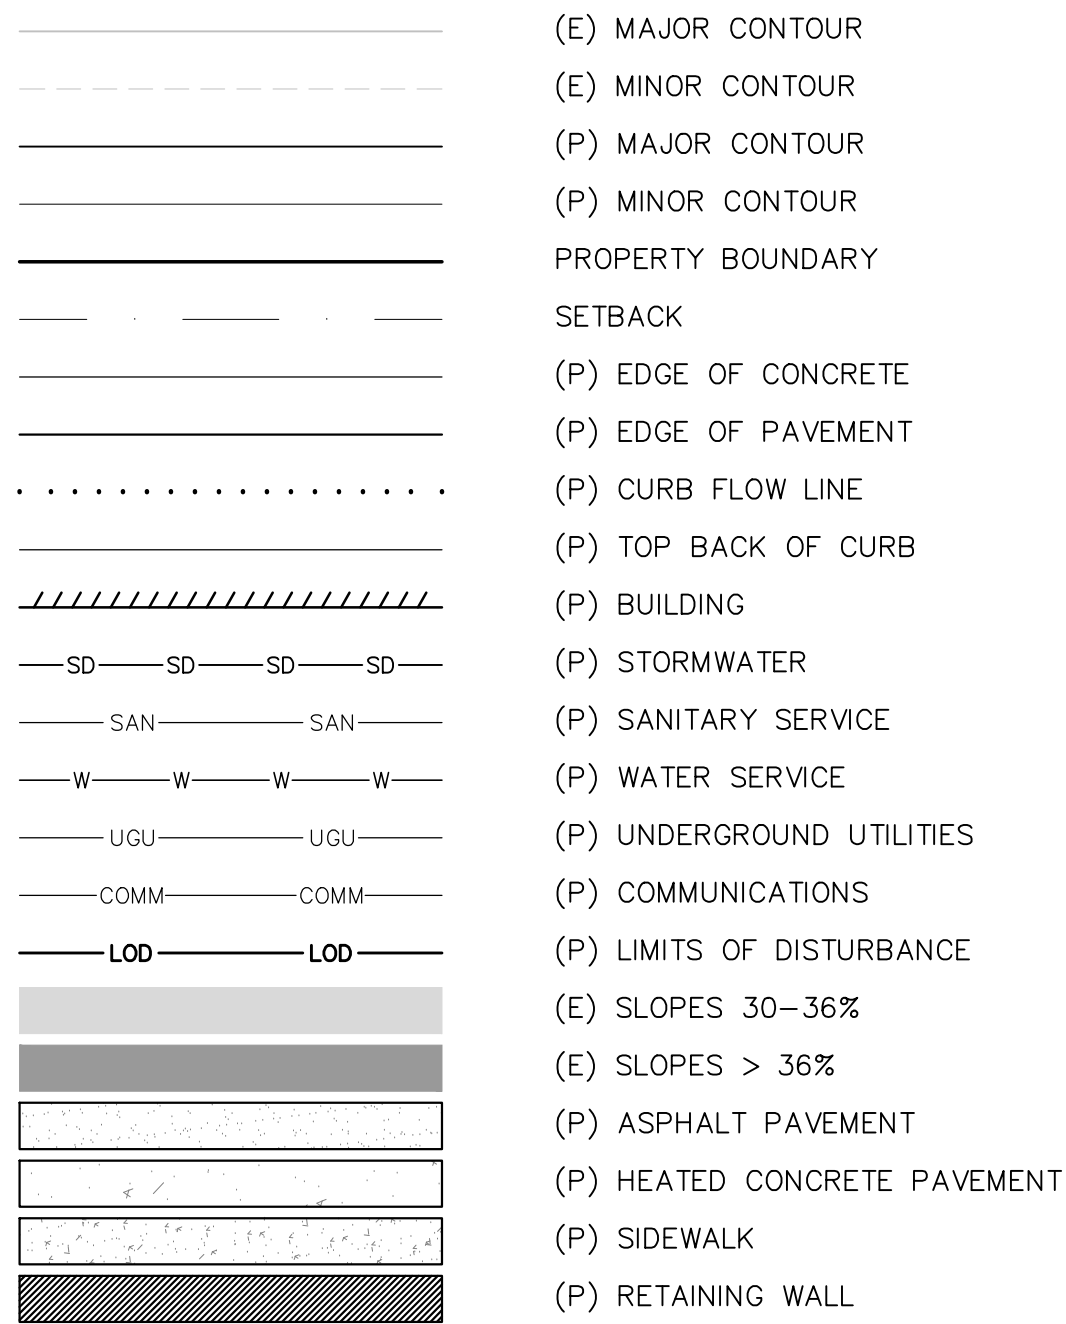 (E) MAJOR CONTOUR
(E) MINOR CONTOUR
(P) MAJOR CONTOUR
(P) MINOR CONTOUR
PROPERTY BOUNDARY
SETBACK
(P) EDGE OF CONCRETE
(P) EDGE OF PAVEMENT
(P) CURB FLOW LINE
(P) TOP BACK OF CURB
(P) BUILDING
SD SD SD SD (P) STORMWATER
SAN SAN (P) SANITARY SERVICE
W W W W (P) WATER SERVICE
UGU UGU (P) UNDERGROUND UTILITIES
COMM COMM (P) COMMUNICATIONS
LOD LOD (P) LIMITS OF DISTURBANCE
(E) SLOPES 30-36%
(E) SLOPES > 36%
(P) ASPHALT PAVEMENT
(P) HEATED CONCRETE PAVEMENT
(P) SIDEWALK
(P) RETAINING WALL